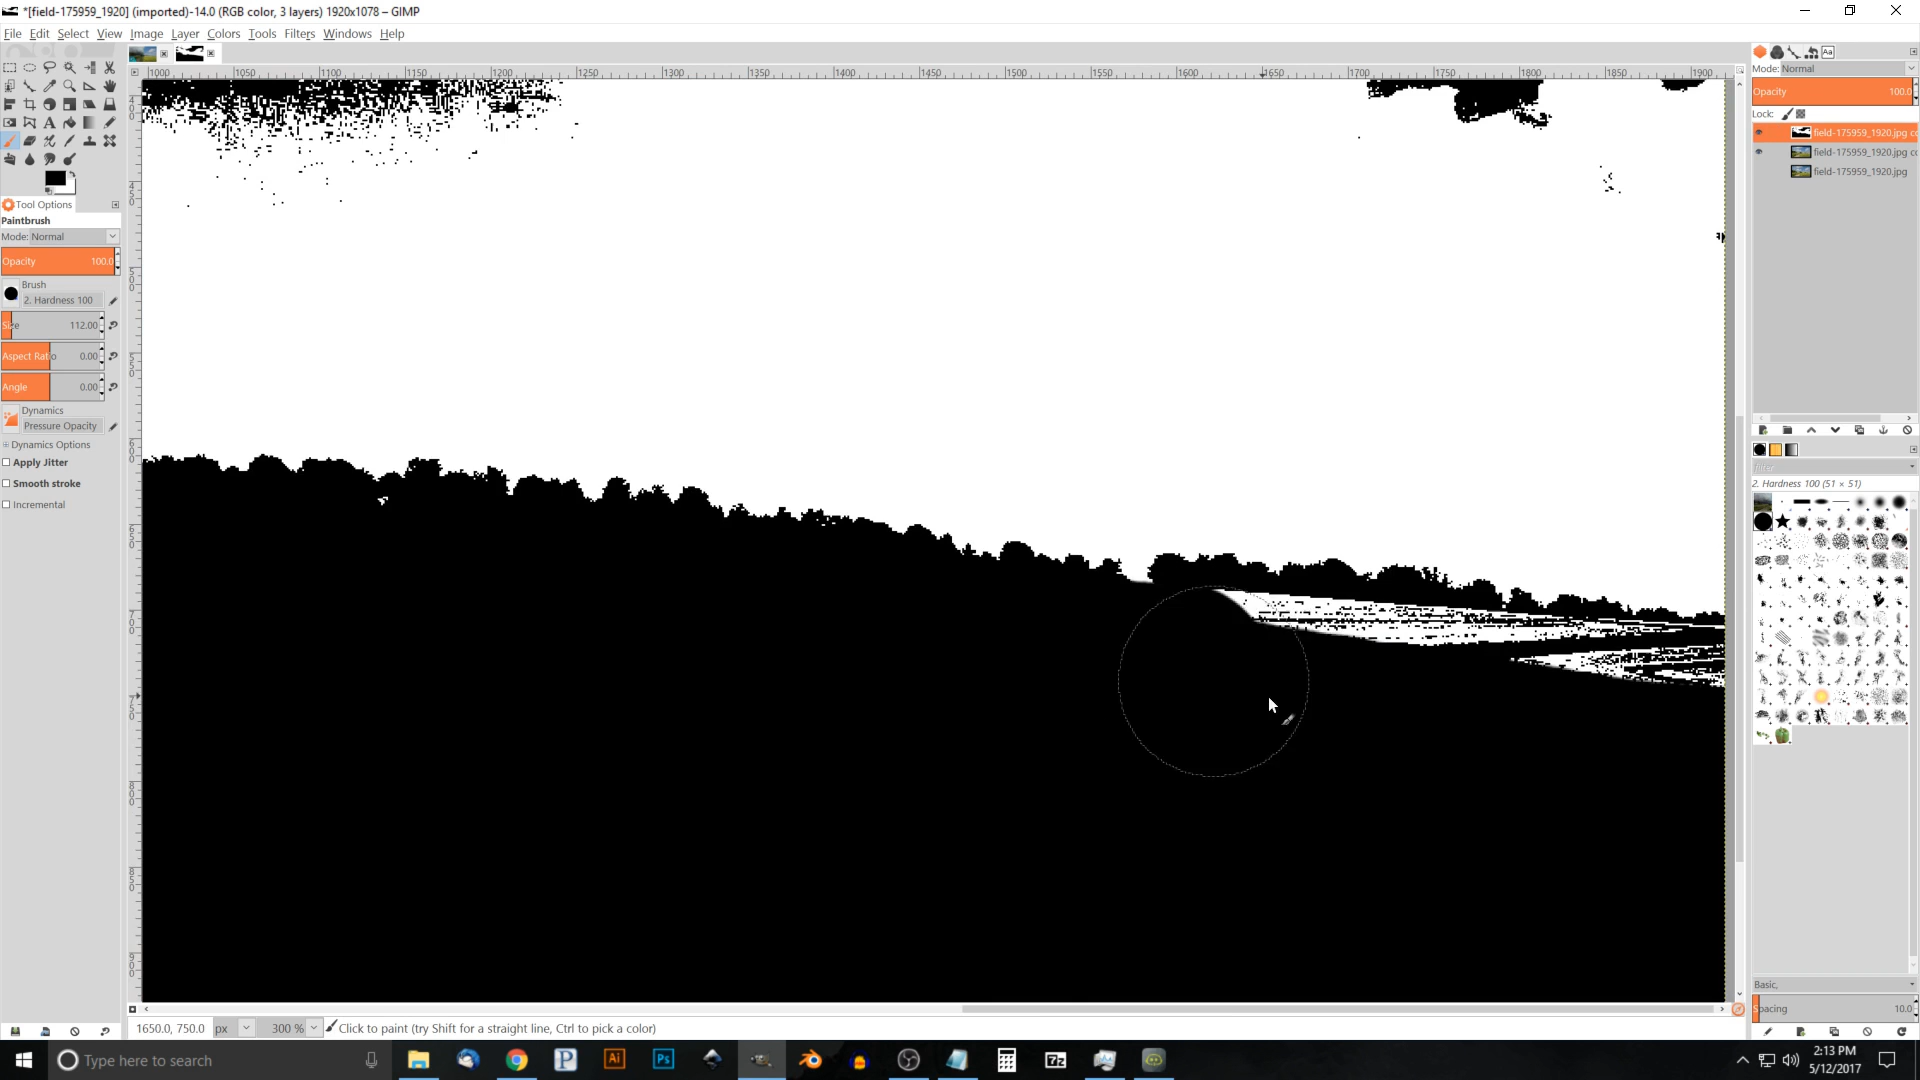 *[field-175959_1920] (imported)-14.0 (RGB color, 3 layers) 1920x1078 – GIMP
File Edit Select View Image Layer Colors Tools Filters Windows Help
1000 1050 1100 1150 1200 1250 1300 1350 1400 1450 1500 1550 1600 1650 1700 1750 1800 1850 1900
Tool Options
Paintbrush
Mode: Normal
Opacity 100.0
Brush
2. Hardness 100
Size 112.00
Aspect Ratio 0.00
Angle 0.00
Dynamics
Pressure Opacity
Dynamics Options
Apply Jitter
Smooth stroke
Incremental
Mode: Normal
Opacity 100.0
Lock:
field-175959_1920.jpg co
field-175959_1920.jpg co
field-175959_1920.jpg
filter
2. Hardness 100 (51 × 51)
Basic,
Spacing 10.0
1650.0, 750.0 px 300 % Click to paint (try Shift for a straight line, Ctrl to pick a color)
Type here to search
Ai
Ps
7z
2:13 PM
5/12/2017